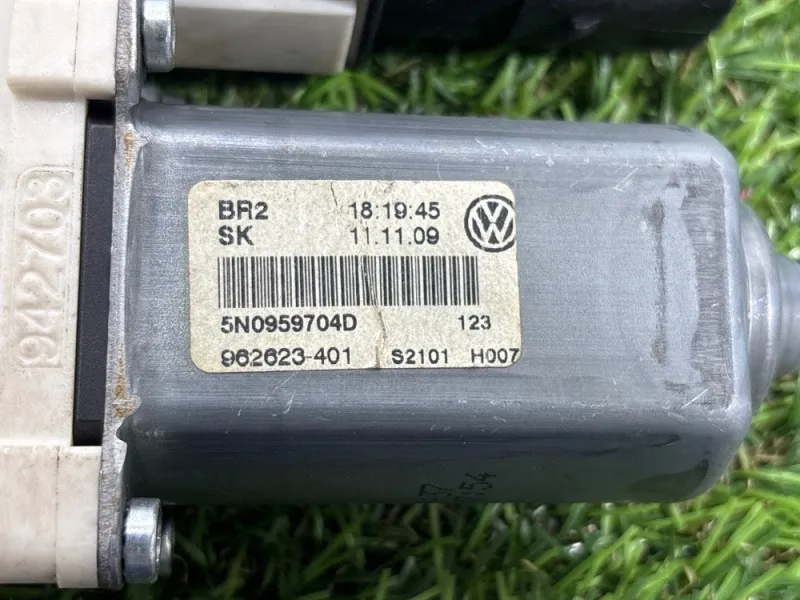 BR2 18:19:45
SK 11.11.09
5N0959704D 123
962623-401 S2101 H007
942703